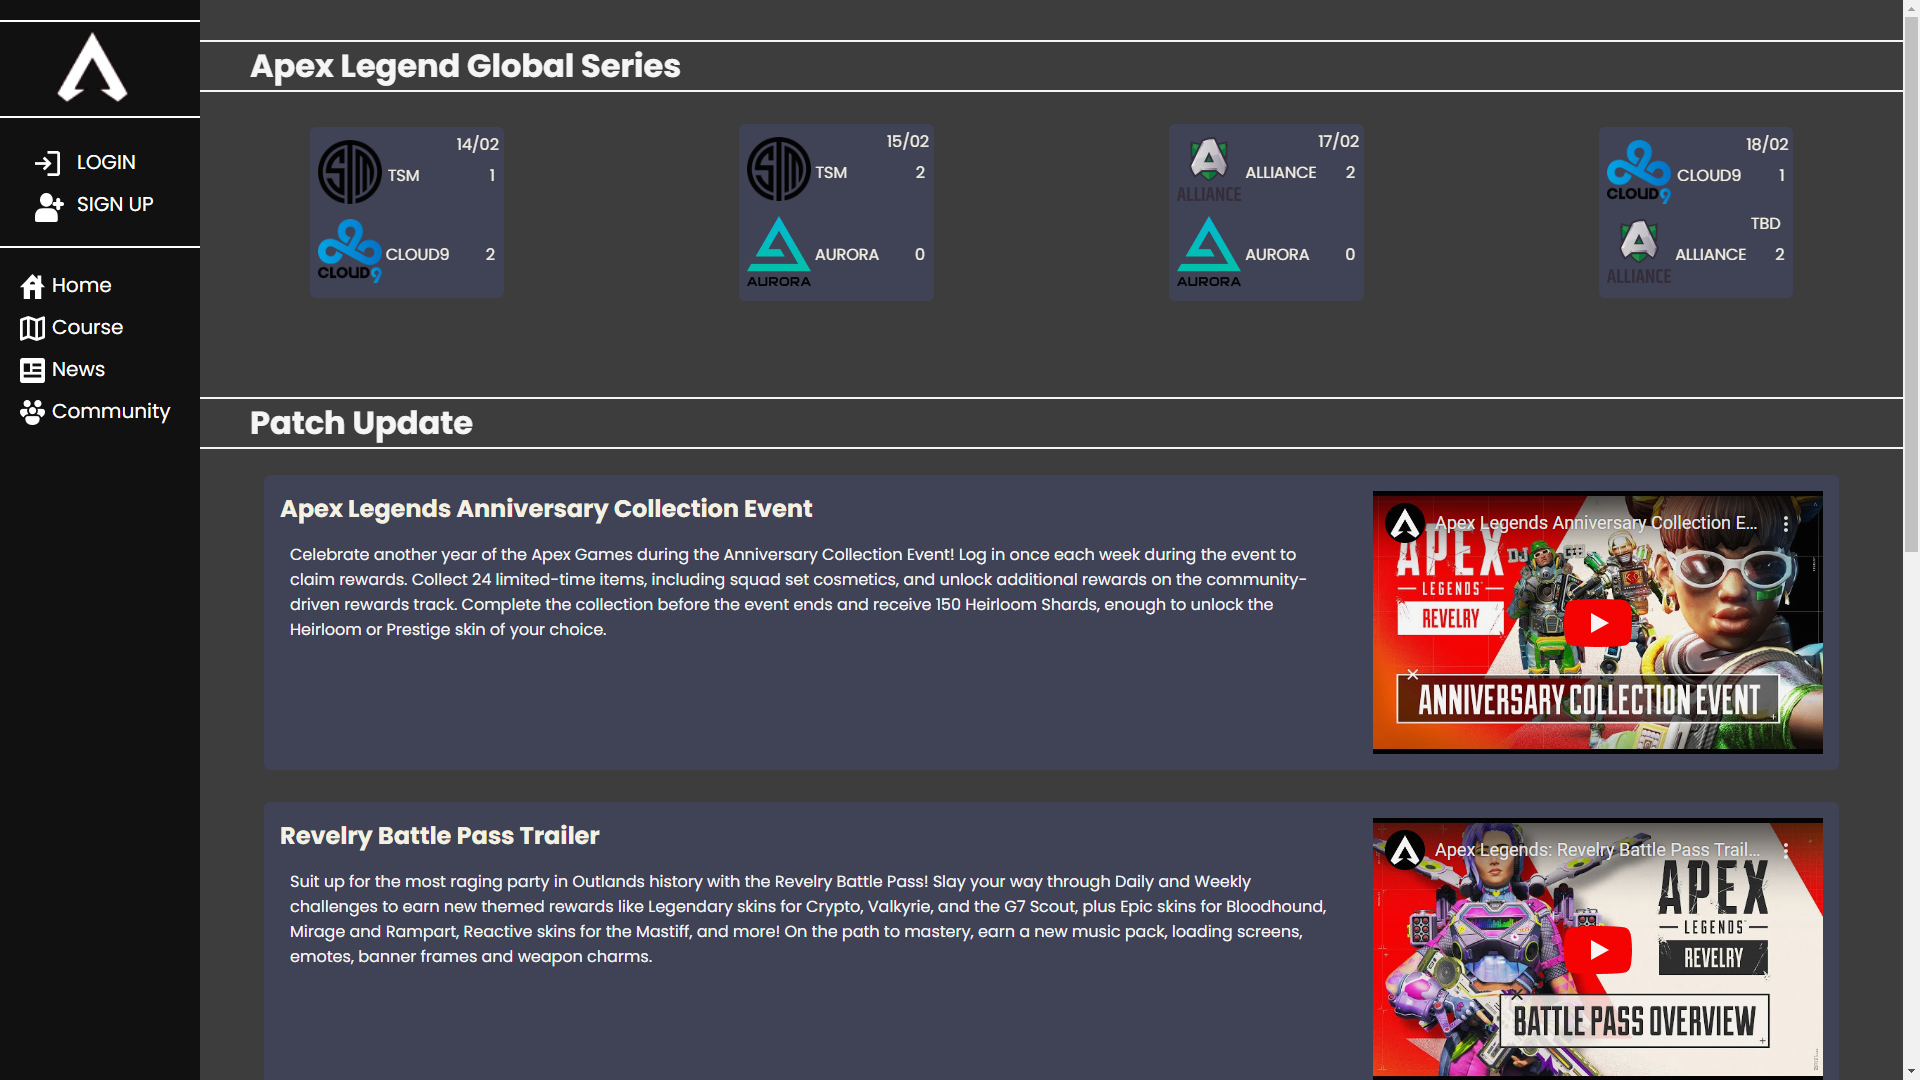 LOGIN
SIGN UP
Home
Course
News
Community
Apex Legend Global Series
14/02
TSM 1
CLOUD9
CLOUD9 2
15/02
TSM 2
AURORA 0
AURORA
17/02
ALLIANCE 2
ALLIANCE
AURORA 0
AURORA
18/02
CLOUD9 1
CLOUD9
TBD
ALLIANCE 2
ALLIANCE
Patch Update
Apex Legends Anniversary Collection Event
Celebrate another year of the Apex Games during the Anniversary Collection Event! Log in once each week during the event to
claim rewards. Collect 24 limited-time items, including squad set cosmetics, and unlock additional rewards on the community-
driven rewards track. Complete the collection before the event ends and receive 150 Heirloom Shards, enough to unlock the
Heirloom or Prestige skin of your choice.
Apex Legends Anniversary Collection E...
APEX
LEGENDS
REVELRY
ANNIVERSARY COLLECTION EVENT
Revelry Battle Pass Trailer
Suit up for the most raging party in Outlands history with the Revelry Battle Pass! Slay your way through Daily and Weekly
challenges to earn new themed rewards like Legendary skins for Crypto, Valkyrie, and the G7 Scout, plus Epic skins for Bloodhound,
Mirage and Rampart, Reactive skins for the Mastiff, and more! On the path to mastery, earn a new music pack, loading screens,
emotes, banner frames and weapon charms.
Apex Legends: Revelry Battle Pass Trail...
APEX
LEGENDS
REVELRY
BATTLE PASS OVERVIEW